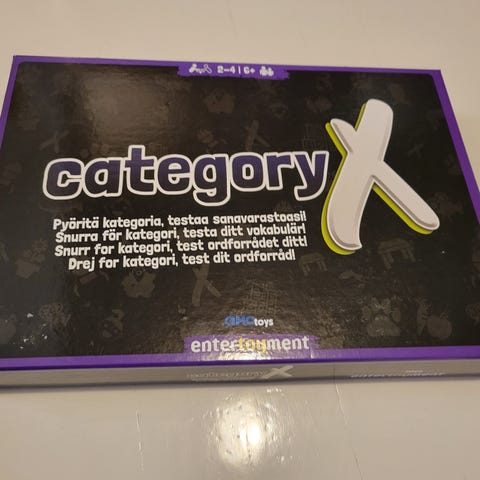 2-4 | 6+
category X
Pyöritä kategoria, testaa sanavarastoasi!
Snurra för kategori, testa ditt vokabulär!
Snurr for kategori, test ordforrådet ditt!
Drej for kategori, test dit ordforråd!
toys
entertoyment